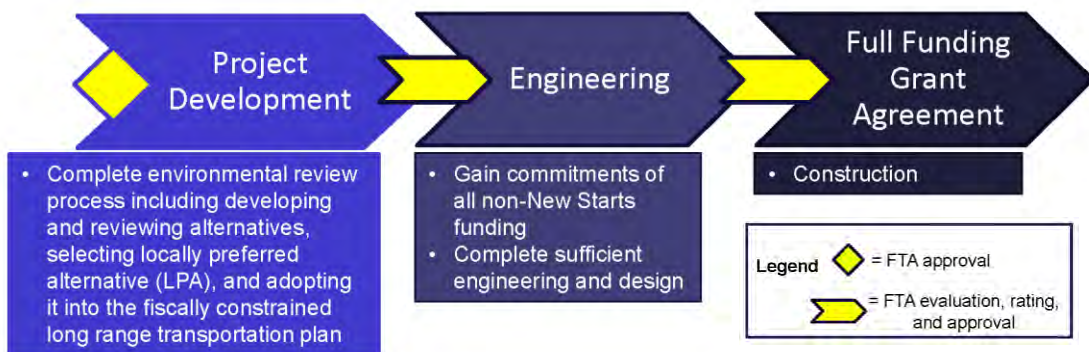 Project
Development
Engineering
Full Funding
Grant
Agreement
• Complete environmental review
process including developing
and reviewing alternatives,
selecting locally preferred
alternative (LPA), and adopting
it into the fiscally constrained
long range transportation plan
• Gain commitments of
all non-New Starts
funding
• Complete sufficient
engineering and design
• Construction
Legend
= FTA approval
= FTA evaluation, rating,
and approval